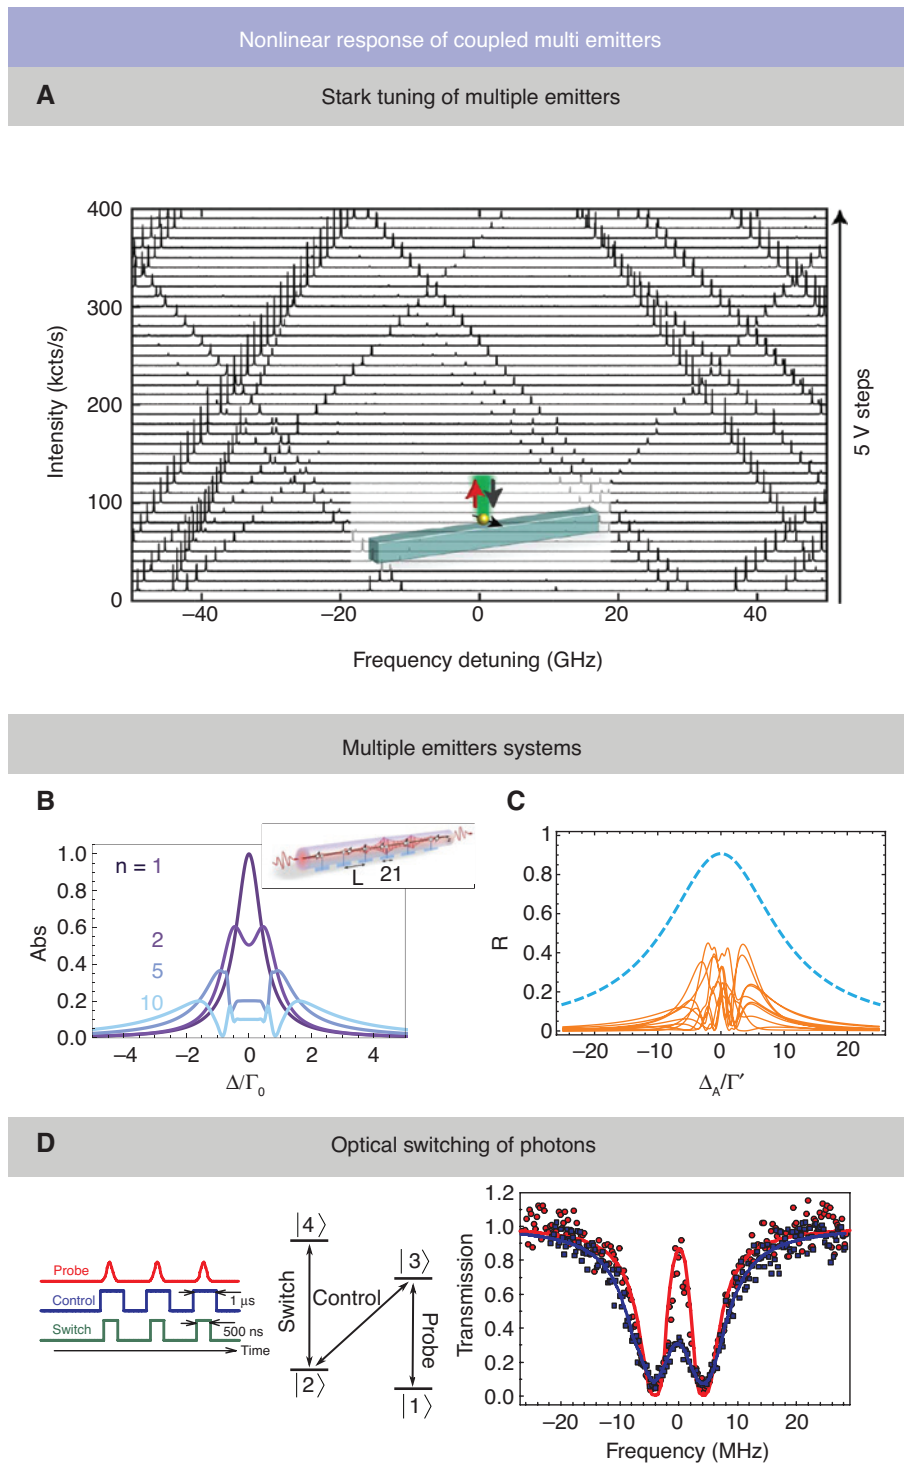 Nonlinear response of coupled multi emitters
A
Stark tuning of multiple emitters
400
300
200
100
0
Intensity (kcts/s)
−40
−20
0
20
40
Frequency detuning (GHz)
5 V steps
Multiple emitters systems
B
1.0
0.8
0.6
0.4
0.2
0.0
Abs
n = 1
2
5
10
L
21
−4
−2
0
2
4
Δ/Γ₀
C
1
0.8
0.6
0.4
0.2
0
R
−20
−10
0
10
20
Δ_A/Γ′
D
Optical switching of photons
Probe
Control
1 µs
Switch
500 ns
Time
|4⟩
|3⟩
Switch
Control
Probe
|2⟩
|1⟩
1.2
1.0
0.8
0.6
0.4
0.2
0.0
Transmission
−20
−10
0
10
20
Frequency (MHz)